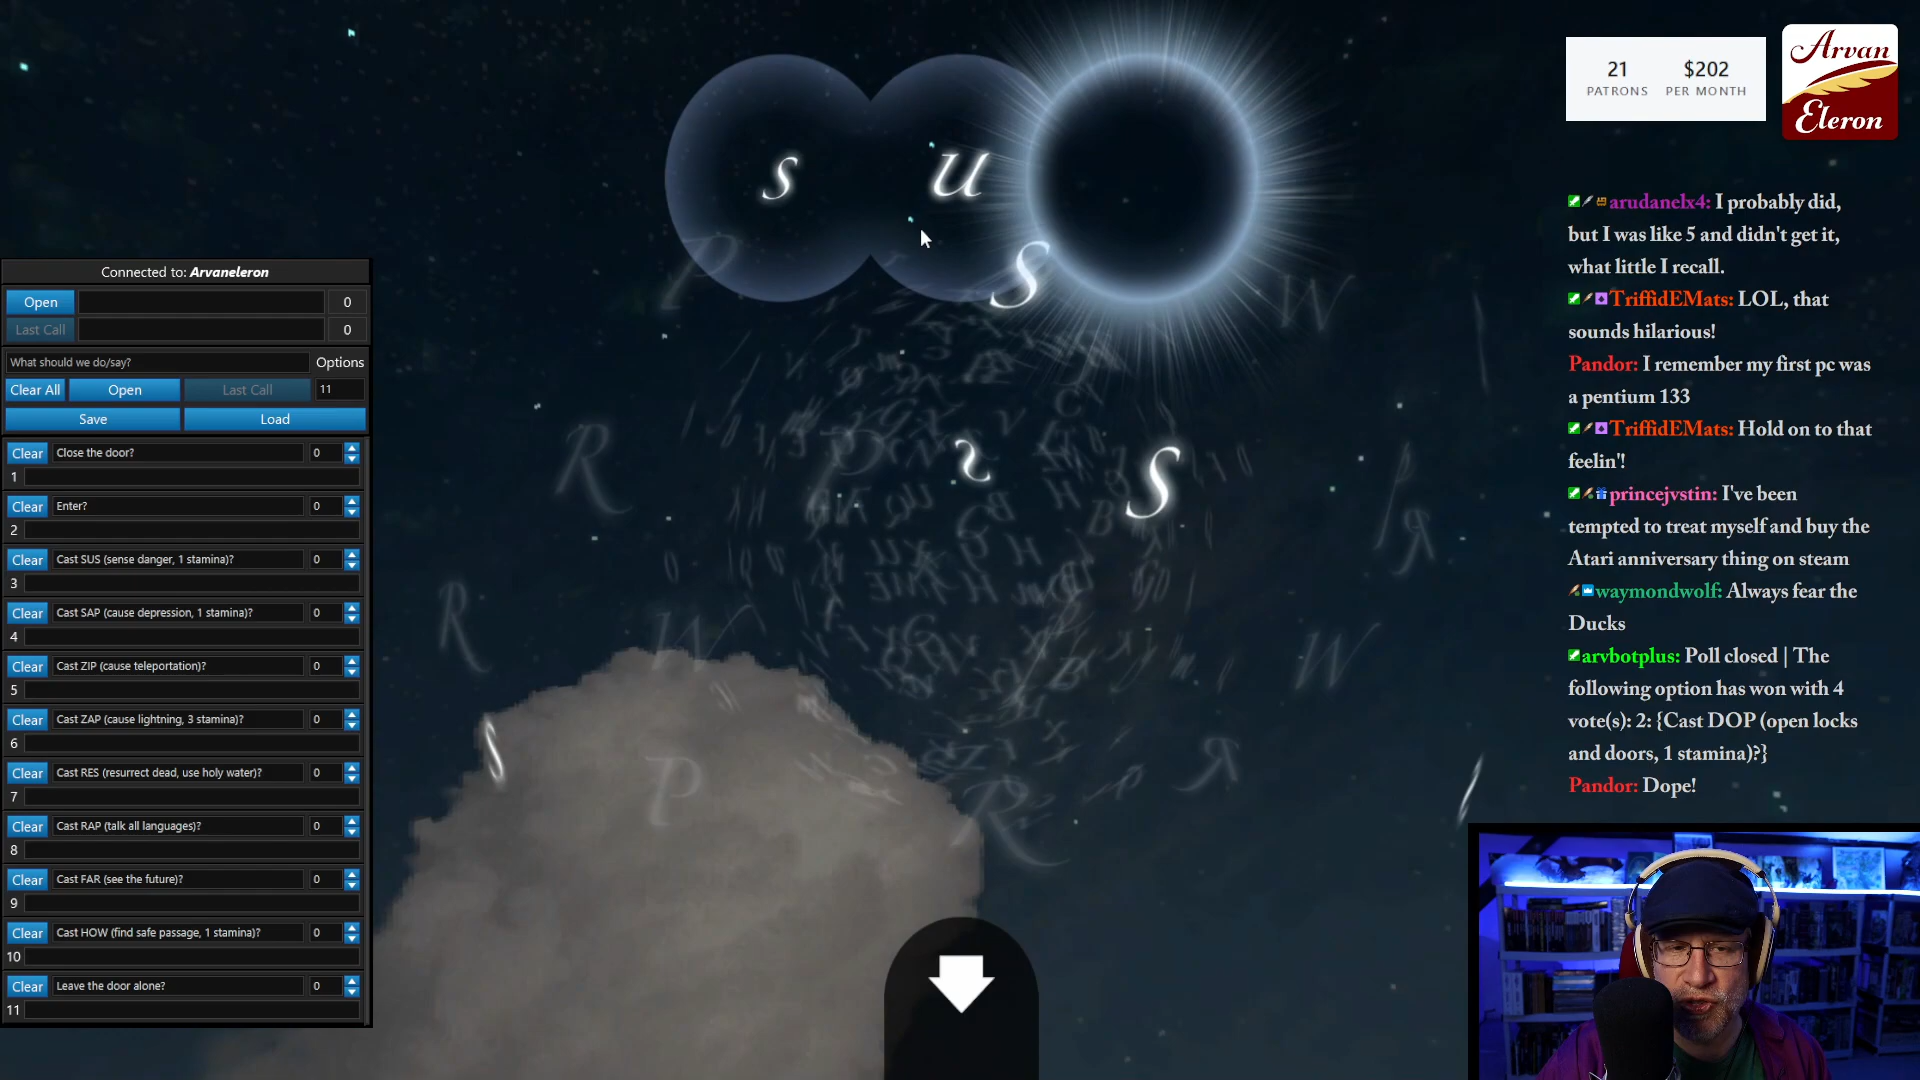 s u
S
S
S
R
R
R
R
R
P
P
W
W
W
B
Connected to: Arvaneleron
Open 0
Last Call 0
What should we do/say? Options
Clear All Open Last Call 11
Save Load
Clear Close the door? 0
1
Clear Enter? 0
2
Clear Cast SUS (sense danger, 1 stamina)? 0
3
Clear Cast SAP (cause depression, 1 stamina)? 0
4
Clear Cast ZIP (cause teleportation)? 0
5
Clear Cast ZAP (cause lightning, 3 stamina)? 0
6
Clear Cast RES (resurrect dead, use holy water)? 0
7
Clear Cast RAP (talk all languages)? 0
8
Clear Cast FAR (see the future)? 0
9
Clear Cast HOW (find safe passage, 1 stamina)? 0
10
Clear Leave the door alone? 0
11
21 $202
PATRONS PER MONTH
Arvan
Eleron
arudanelx4: I probably did,
but I was like 5 and didn't get it,
what little I recall.
TriffidEMats: LOL, that
sounds hilarious!
Pandor: I remember my first pc was
a pentium 133
TriffidEMats: Hold on to that
feelin'!
princejvstin: I've been
tempted to treat myself and buy the
Atari anniversary thing on steam
waymondwolf: Always fear the
Ducks
arvbotplus: Poll closed | The
following option has won with 4
vote(s): 2: {Cast DOP (open locks
and doors, 1 stamina)?}
Pandor: Dope!